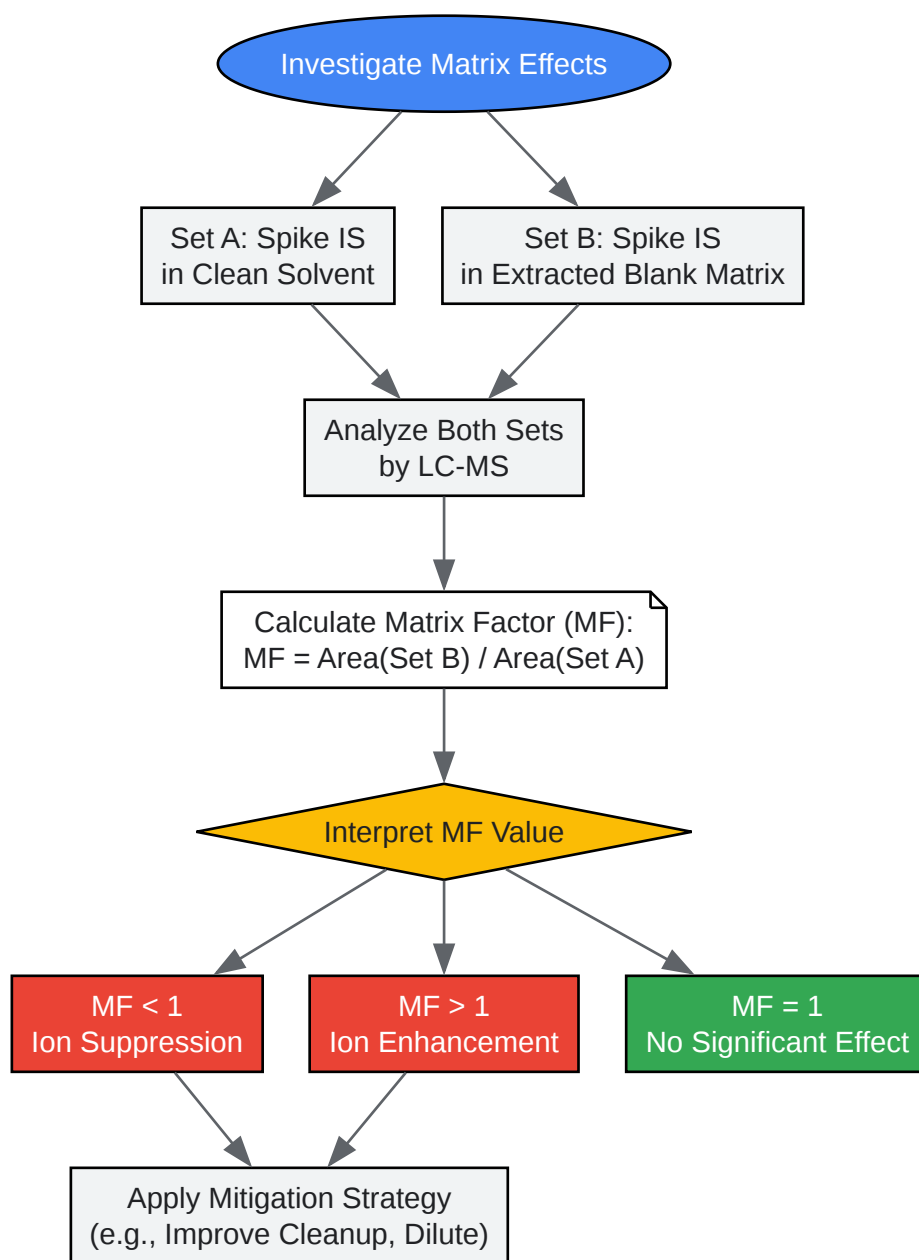 Investigate Matrix Effects
Set A: Spike IS
in Clean Solvent
Set B: Spike IS
in Extracted Blank Matrix
Analyze Both Sets
by LC-MS
Calculate Matrix Factor (MF):
MF = Area(Set B) / Area(Set A)
Interpret MF Value
MF < 1
Ion Suppression
MF > 1
Ion Enhancement
MF = 1
No Significant Effect
Apply Mitigation Strategy
(e.g., Improve Cleanup, Dilute)